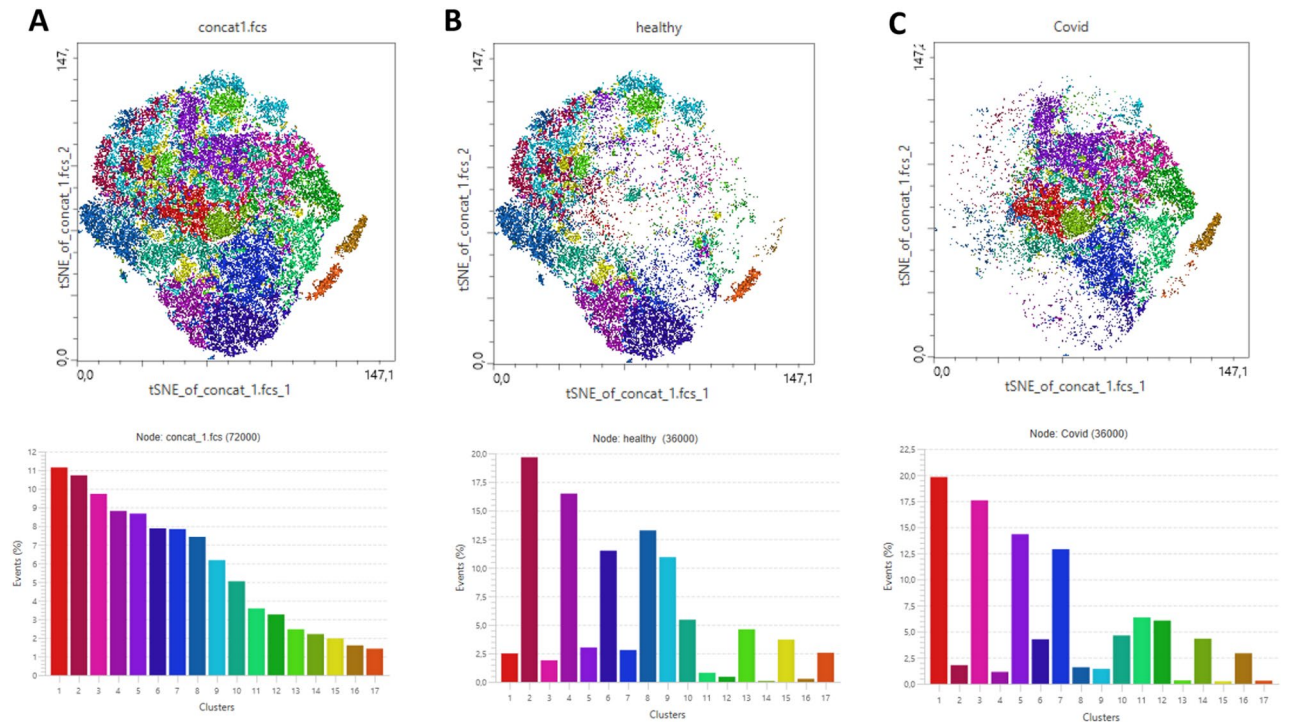 A
concat1.fcs
147,
tSNE_of_concat_1.fcs_2
0,0
0,0 147,1
tSNE_of_concat_1.fcs_1
B
healthy
147,
tSNE_of_concat_1.fcs_2
0,0
0,0 147,1
tSNE_of_concat_1.fcs_1
C
Covid
147,
tSNE_of_concat_1.fcs_2
0,0
0,0 147,1
tSNE_of_concat_1.fcs_1
Node: concat_1.fcs (72000)
12
11
10
9
8
7
6
5
4
3
2
1
0
Events (%)
1 2 3 4 5 6 7 8 9 10 11 12 13 14 15 16 17
Clusters
Node: healthy (36000)
20,0
17,5
15,0
12,5
10,0
7,5
5,0
2,5
0,0
Events (%)
1 2 3 4 5 6 7 8 9 10 11 12 13 14 15 16 17
Clusters
Node: Covid (36000)
22,5
20,0
17,5
15,0
12,5
10,0
7,5
5,0
2,5
0,0
Events (%)
1 2 3 4 5 6 7 8 9 10 11 12 13 14 15 16 17
Clusters